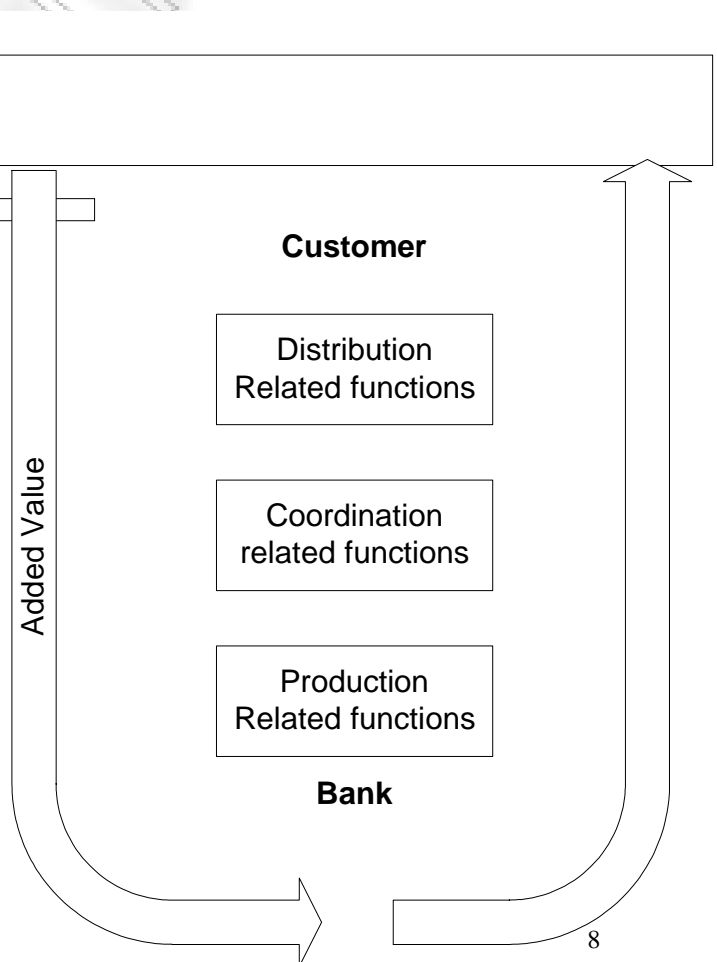 Customer
Distribution
Related functions
Added Value
Coordination
related functions
Production
Related functions
Bank
8